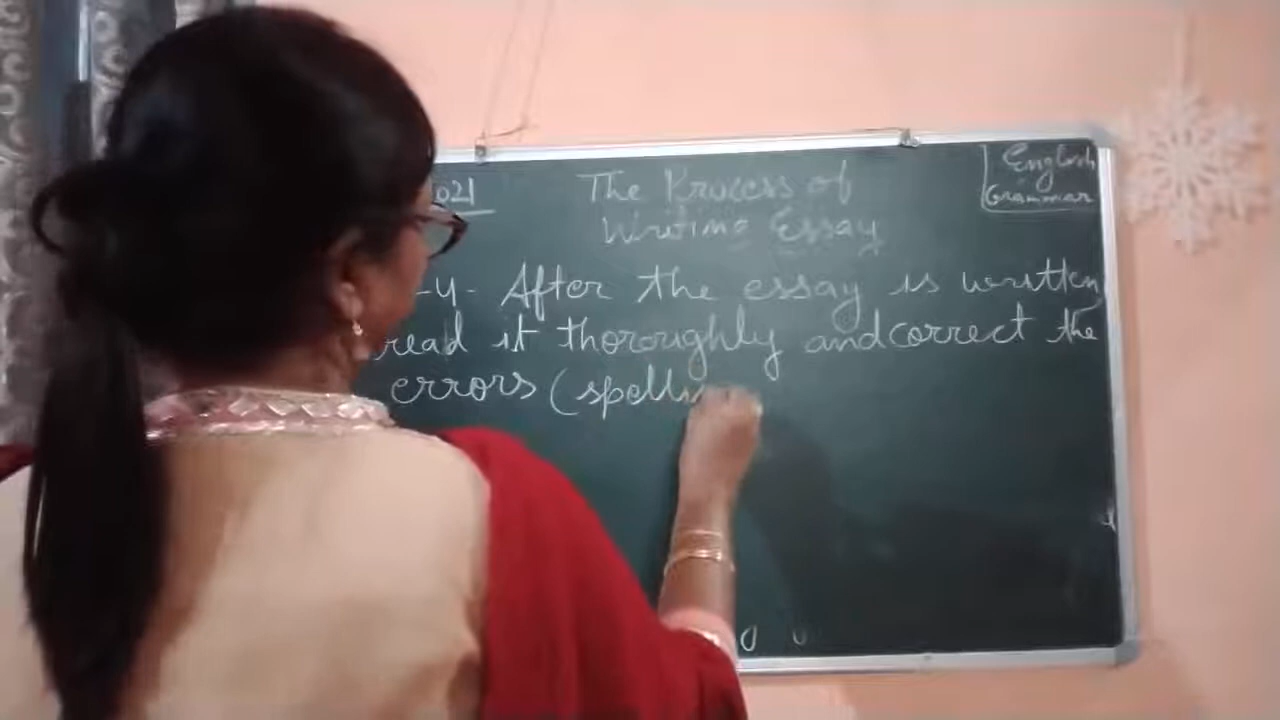 021
The Process of
Writing Essay
English
Grammar
-4- After the essay is written,
read it thoroughly and correct the
errors (spelli